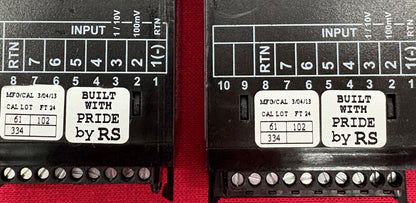 INPUT
1 / 10V
100mV
RTN
7
6
5
4
3
2
1(-)
8 7 6 5 4 3 2 1
MFG/CAL 3/04/13
CAL LOT FT 24
61 102
334
BUILT
WITH
PRIDE
by RS
INPUT
1 / 10V
100mV
RTN
7
6
5
4
3
2
1(-)
10 9 8 7 6 5 4 3 2 1
MFG/CAL 3/04/13
CAL LOT FT 24
61 102
334
BUILT
WITH
PRIDE
by RS